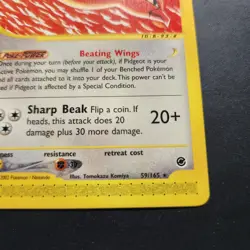 10.8.E4
Poké-POWER
Beating Wings
Once during your turn (before your attack), if Pidgeot is your
Active Pokémon, you may shuffle 1 of your Benched Pokémon
and all cards attached to it into your deck. This power can't be
used if Pidgeot is affected by a Special Condition.
Sharp Beak Flip a coin. If
heads, this attack does 20
damage plus 30 more damage.
20+
resistance
retreat cost
Illus. Tomokazu Komiya
59/165